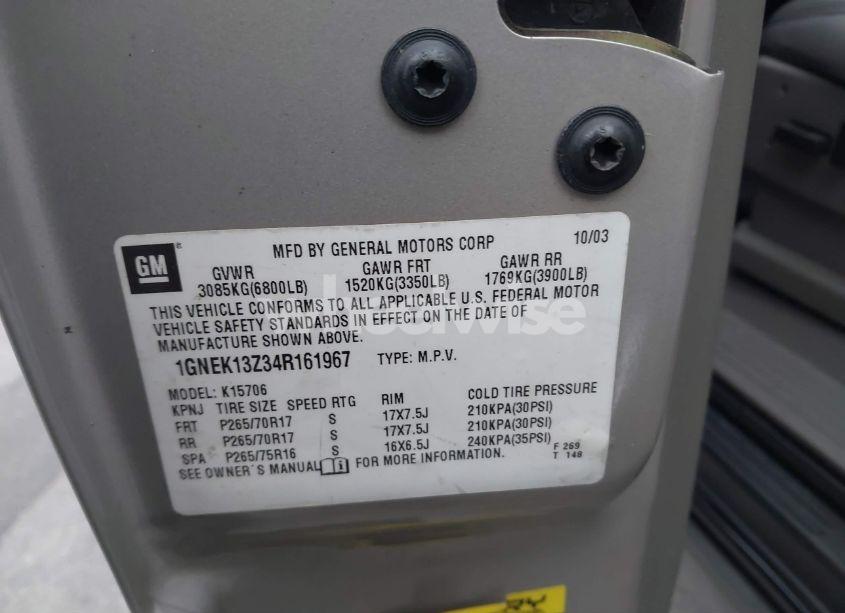 GM
MFD BY GENERAL MOTORS CORP 10/03
GVWR GAWR FRT GAWR RR
3085KG(6800LB) 1520KG(3350LB) 1769KG(3900LB)
THIS VEHICLE CONFORMS TO ALL APPLICABLE U.S. FEDERAL MOTOR
VEHICLE SAFETY STANDARDS IN EFFECT ON THE DATE OF
MANUFACTURE SHOWN ABOVE.
1GNEK13Z34R161967 TYPE: M.P.V.
MODEL: K15706
KPNJ TIRE SIZE SPEED RTG RIM COLD TIRE PRESSURE
FRT P265/70R17 S 17X7.5J 210KPA(30PSI)
RR P265/70R17 S 17X7.5J 210KPA(30PSI)
SPA P265/75R16 S 16X6.5J 240KPA(35PSI)
SEE OWNER'S MANUAL i FOR MORE INFORMATION.
F 269
T 148